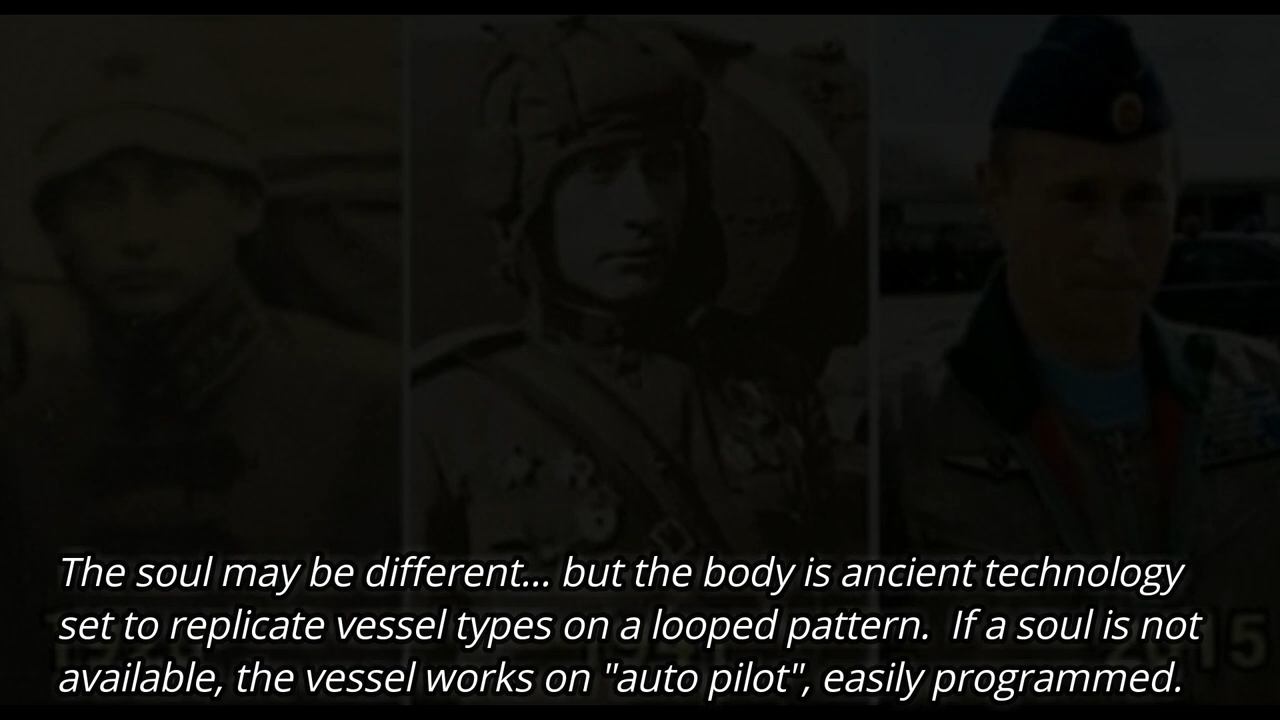 The soul may be different... but the body is ancient technology
set to replicate vessel types on a looped pattern.  If a soul is not
available, the vessel works on "auto pilot", easily programmed.